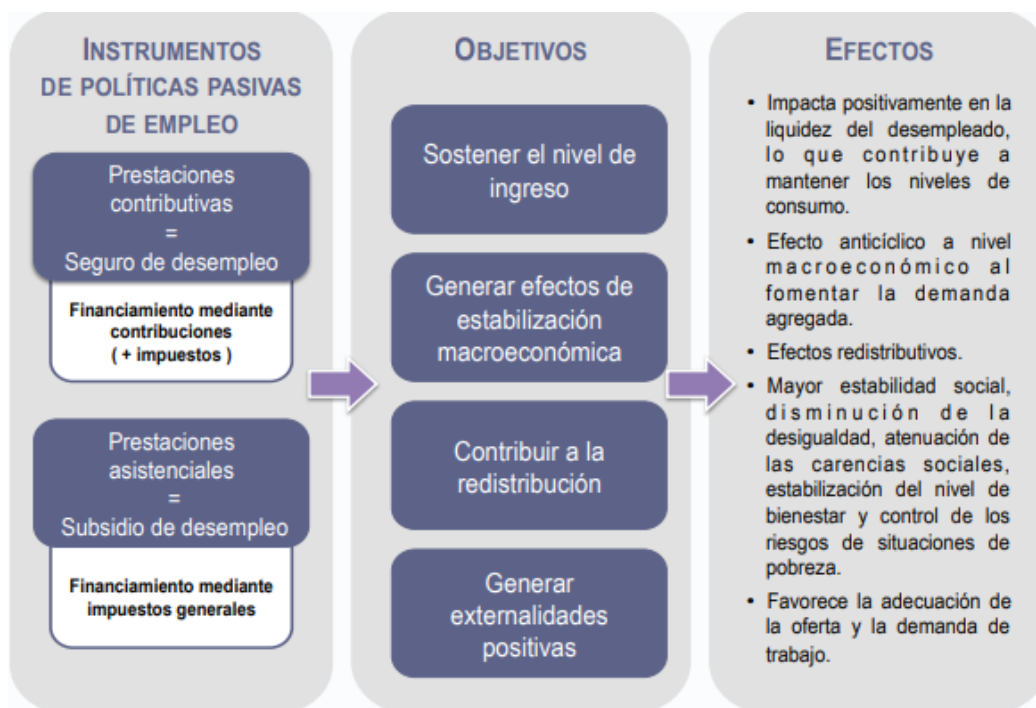 INSTRUMENTOS
DE POLÍTICAS PASIVAS
DE EMPLEO
Prestaciones
contributivas
=
Seguro de desempleo
Financiamiento mediante
contribuciones
( + impuestos )
Prestaciones
asistenciales
=
Subsidio de desempleo
Financiamiento mediante
impuestos generales
OBJETIVOS
Sostener el nivel de
ingreso
Generar efectos de
estabilización
macroeconómica
Contribuir a la
redistribución
Generar
externalidades
positivas
EFECTOS
• Impacta positivamente en la
liquidez del desempleado,
lo que contribuye a
mantener los niveles de
consumo.
• Efecto anticíclico a nivel
macroeconómico al
fomentar la demanda
agregada.
• Efectos redistributivos.
• Mayor estabilidad social,
disminución de la
desigualdad, atenuación de
las carencias sociales,
estabilización del nivel de
bienestar y control de los
riesgos de situaciones de
pobreza.
• Favorece la adecuación de
la oferta y la demanda de
trabajo.